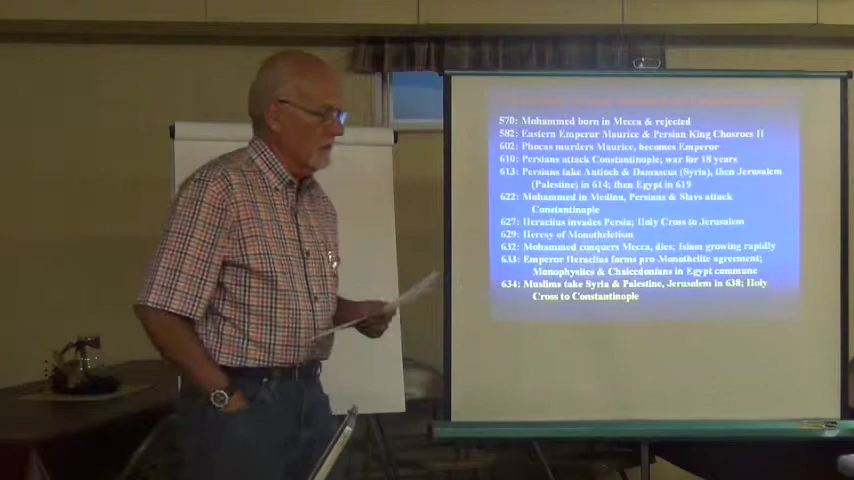 570: Mohammed born in Mecca & rejected
582: Eastern Emperor Maurice & Persian King Chosroes II
602: Phocas murders Maurice, becomes Emperor
610: Persians attack Constantinople; war for 18 years
613: Persians take Antioch & Damascus (Syria), then Jerusalem
(Palestine) in 614; then Egypt in 619
622: Mohammed in Medina, Persians & Slavs attack
Constantinople
627: Heraclius invades Persia; Holy Cross to Jerusalem
629: Heresy of Monotheletism
632: Mohammed conquers Mecca, dies; Islam growing rapidly
633: Emperor Heraclius forms pro-Monothelite agreement;
Monophysites & Chalcedonians in Egypt commune
634: Muslims take Syria & Palestine, Jerusalem in 638; Holy
Cross to Constantinople